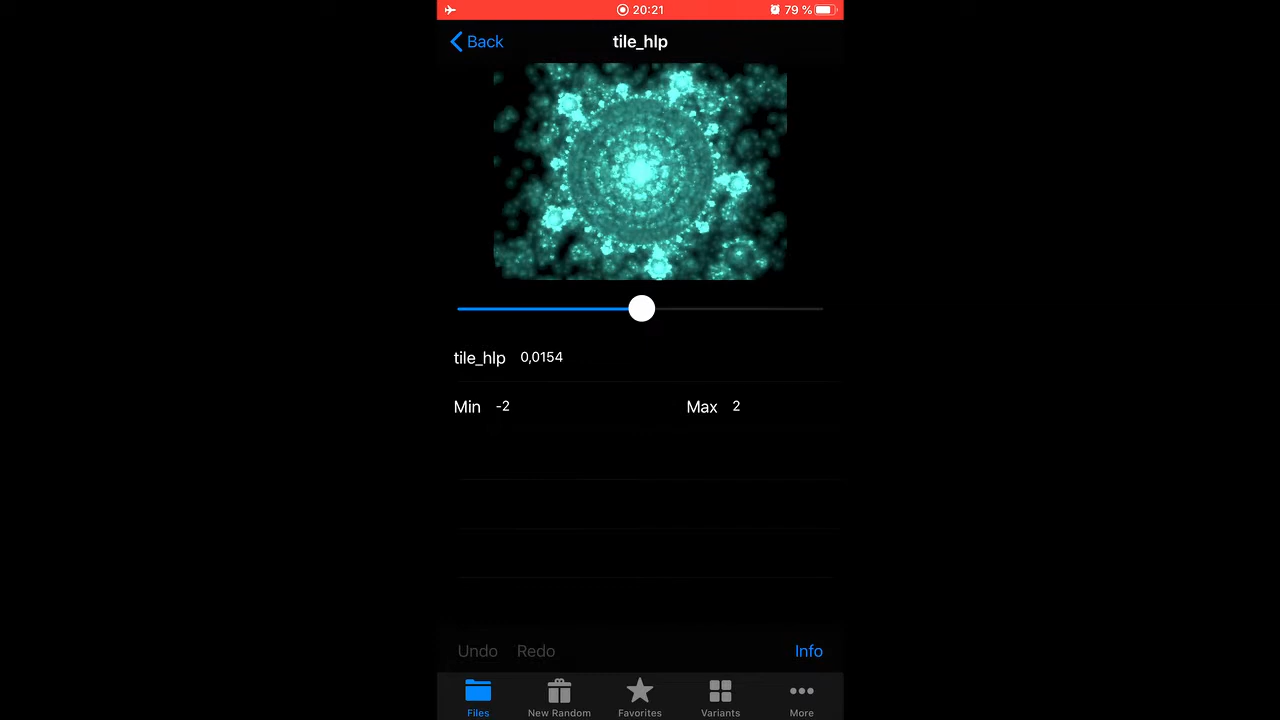 20:21 79 %
Back tile_hlp
tile_hlp 0,0154
Min -2 Max 2
Undo Redo Info
Files New Random Favorites Variants More